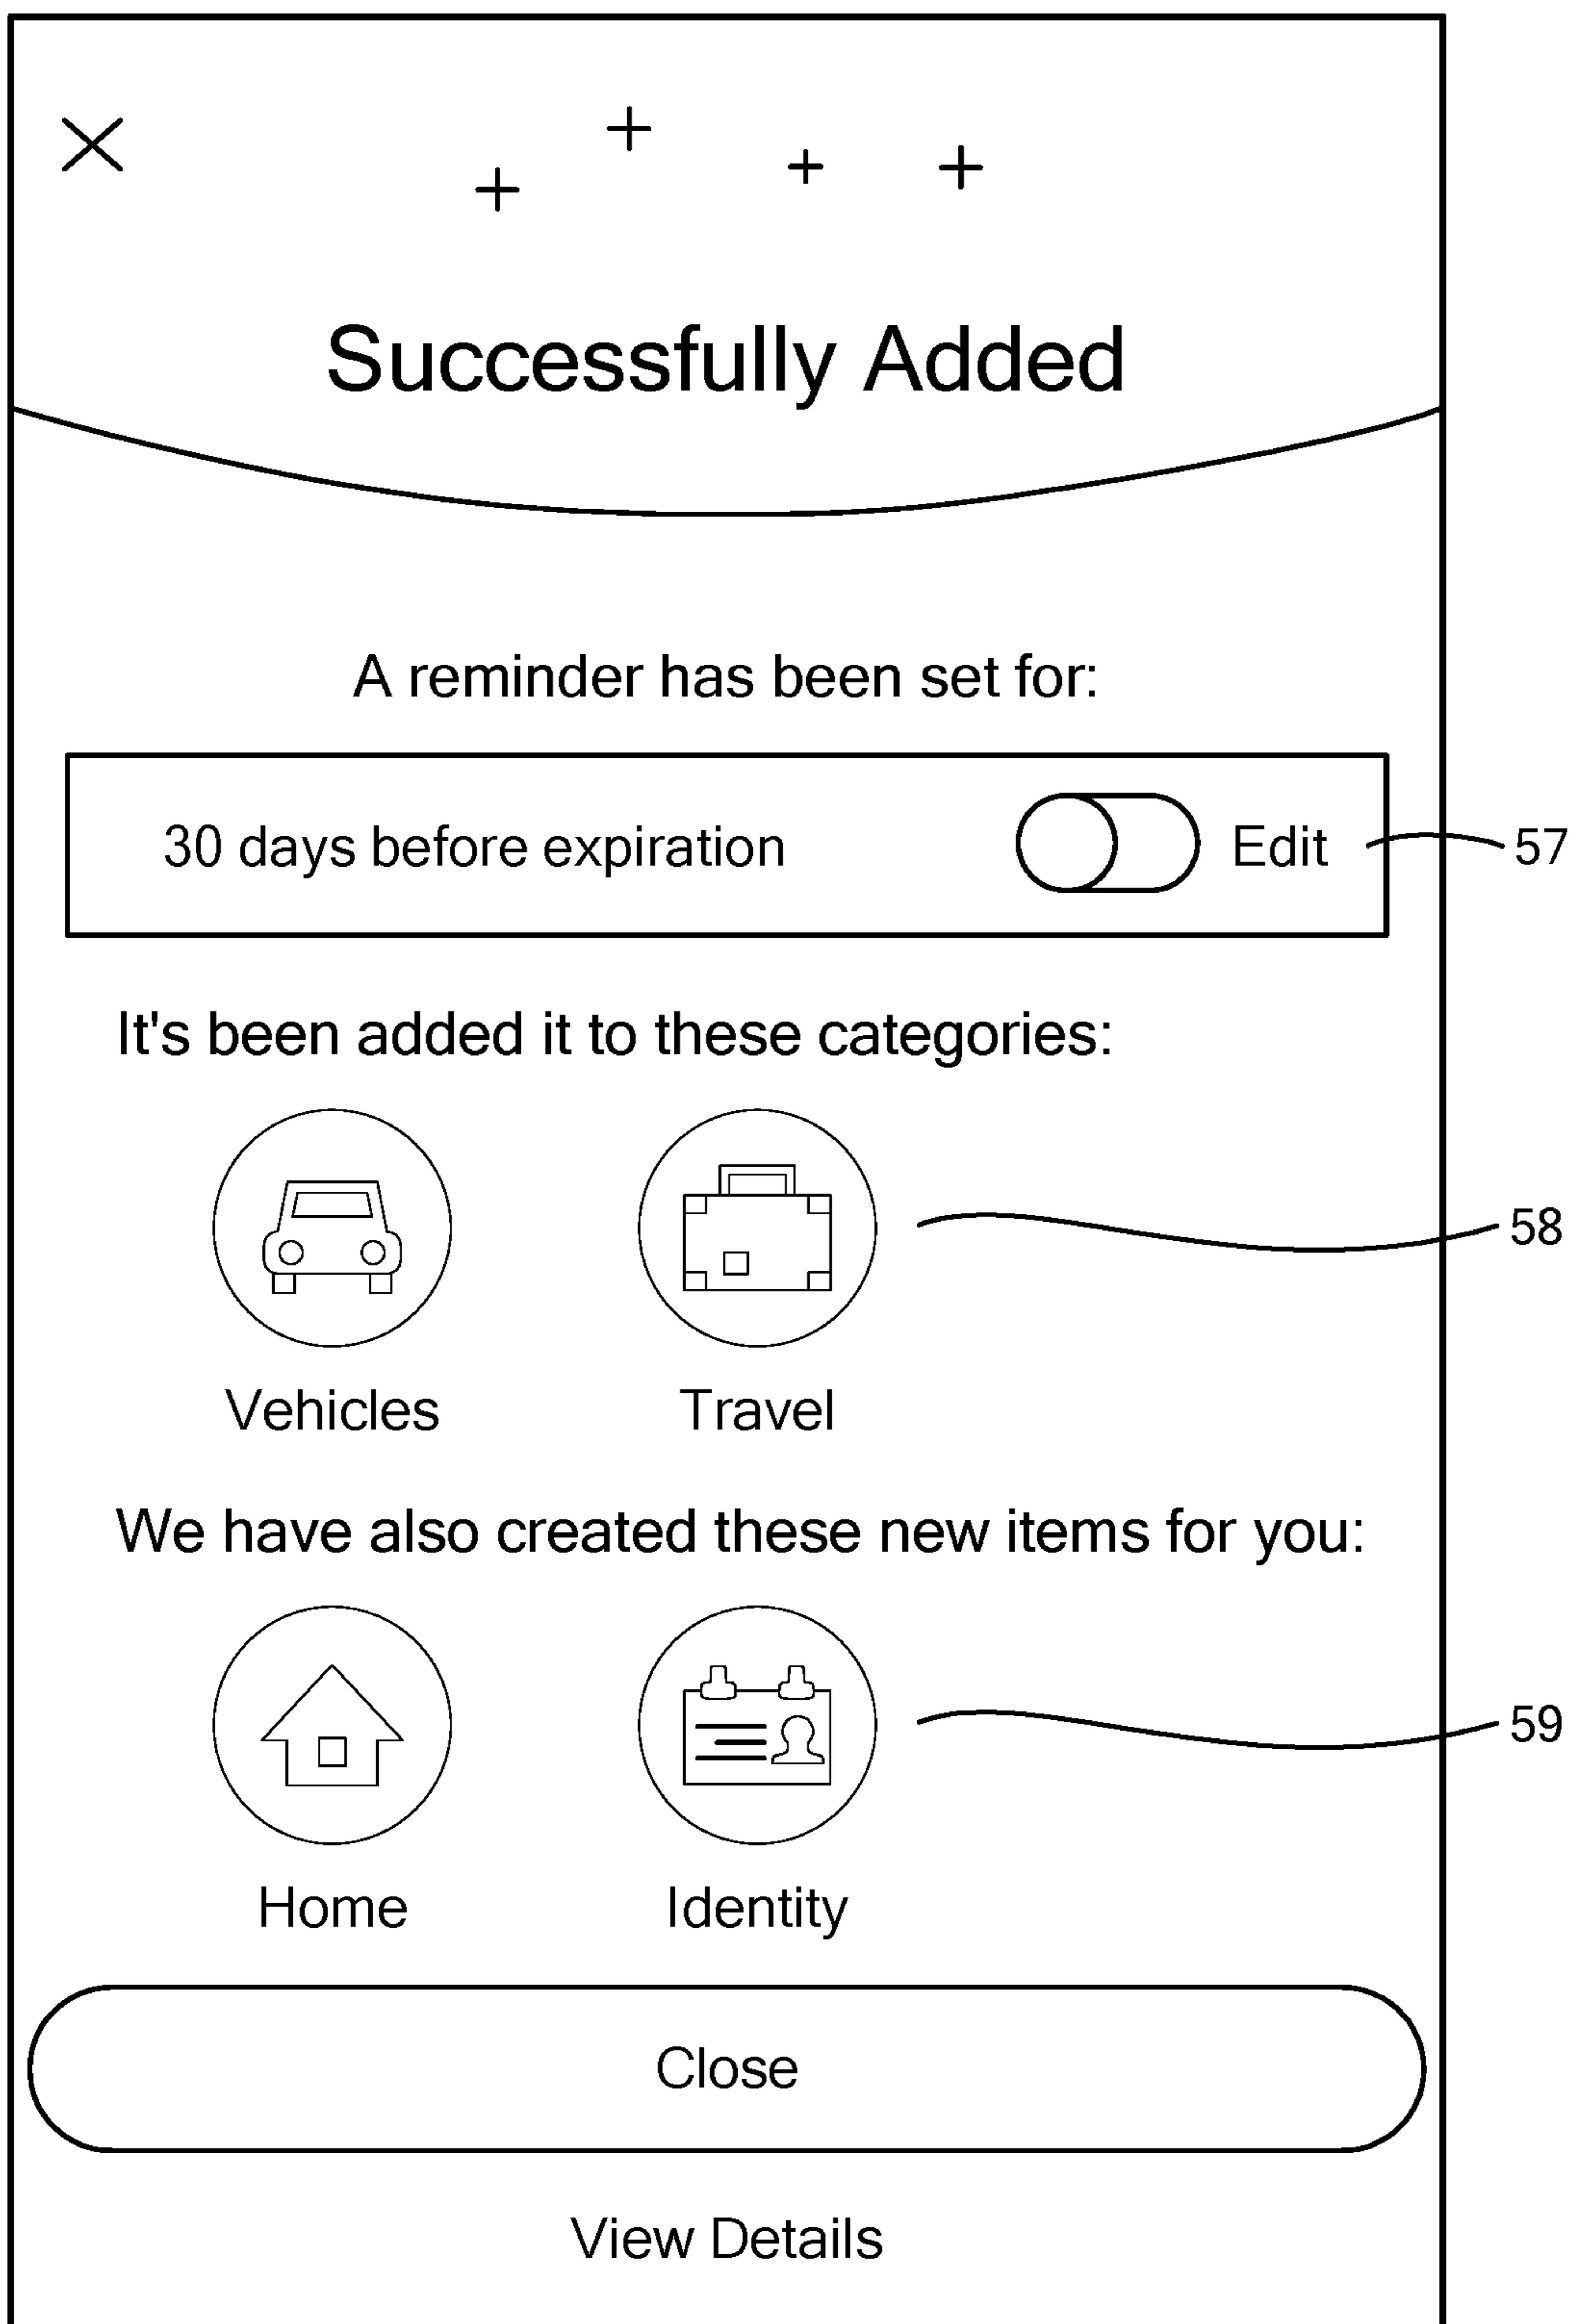 Successfully Added
A reminder has been set for:
30 days before expiration Edit 57
It's been added it to these categories:
58
Vehicles Travel
We have also created these new items for you:
59
Home Identity
Close
View Details